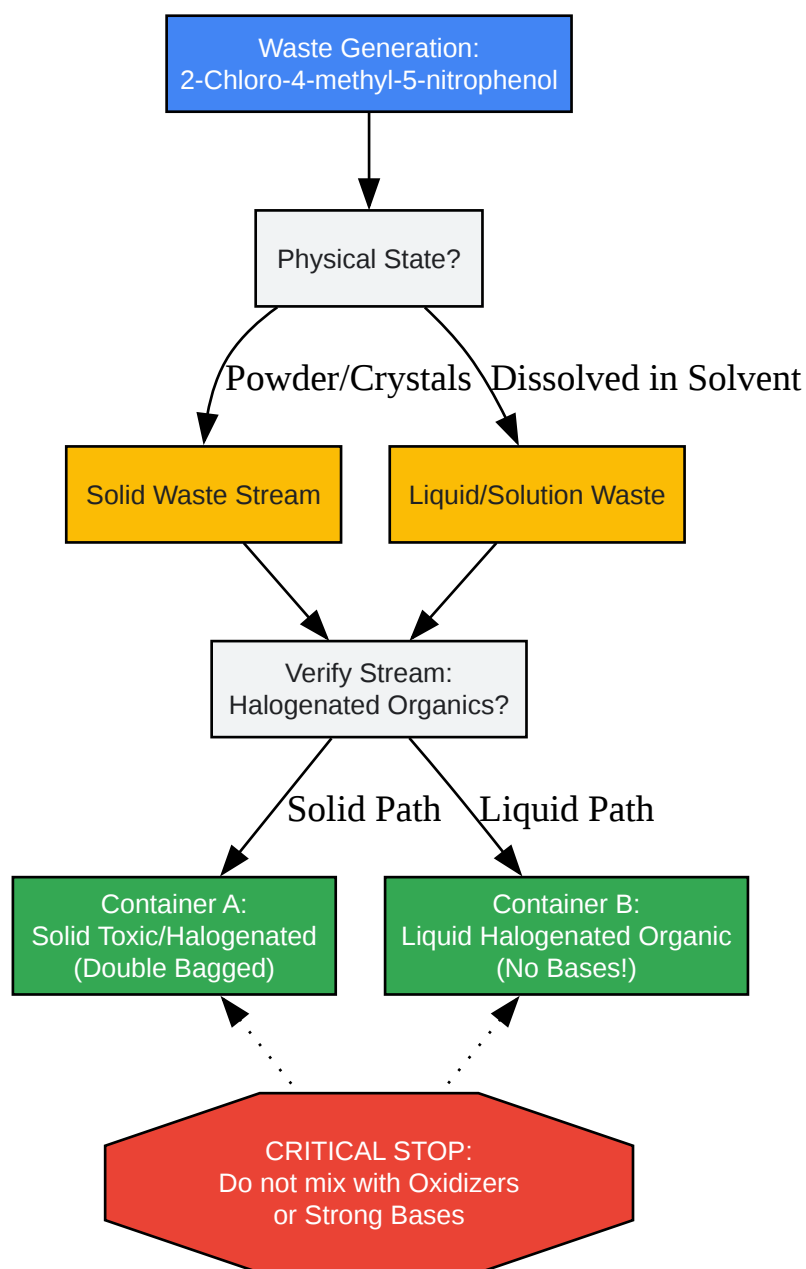 Waste Generation:
2-Chloro-4-methyl-5-nitrophenol
Physical State?
Powder/Crystals
Dissolved in Solvent
Solid Waste Stream
Liquid/Solution Waste
Verify Stream:
Halogenated Organics?
Solid Path
Liquid Path
Container A:
Solid Toxic/Halogenated
(Double Bagged)
Container B:
Liquid Halogenated Organic
(No Bases!)
CRITICAL STOP:
Do not mix with Oxidizers
or Strong Bases